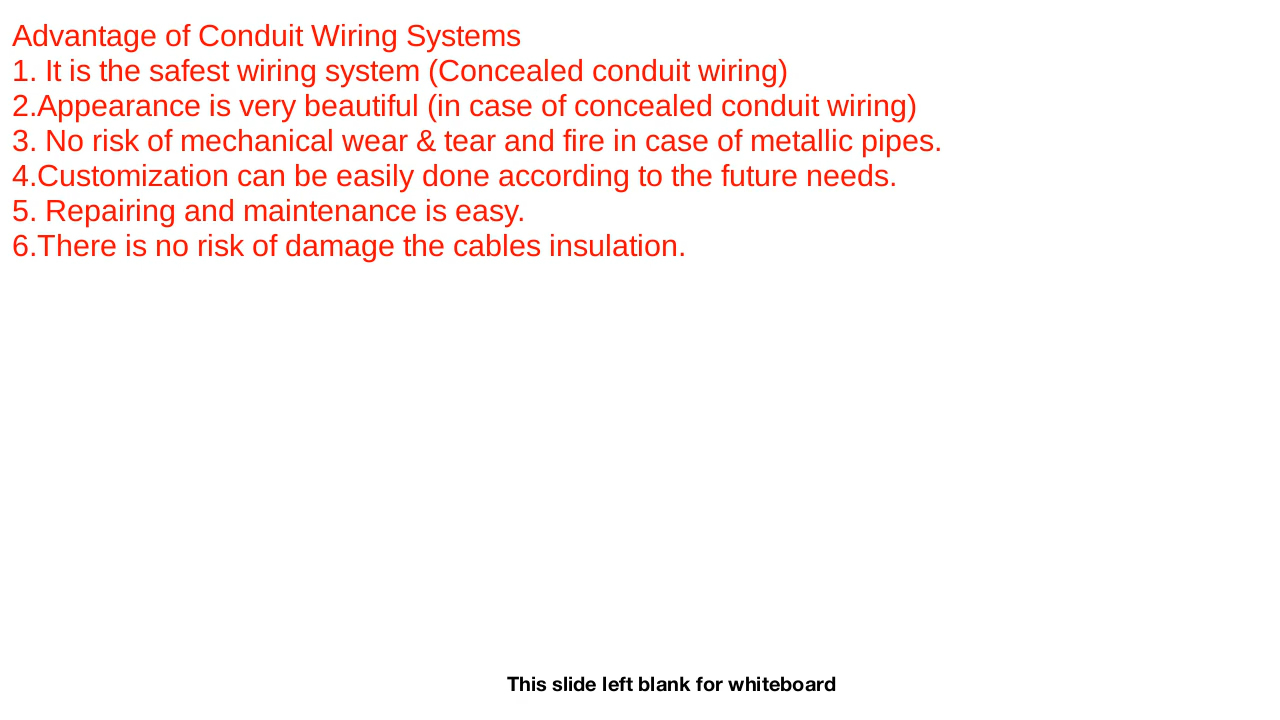 Advantage of Conduit Wiring Systems
1. It is the safest wiring system (Concealed conduit wiring)
2.Appearance is very beautiful (in case of concealed conduit wiring)
3. No risk of mechanical wear & tear and fire in case of metallic pipes.
4.Customization can be easily done according to the future needs.
5. Repairing and maintenance is easy.
6.There is no risk of damage the cables insulation.
This slide left blank for whiteboard